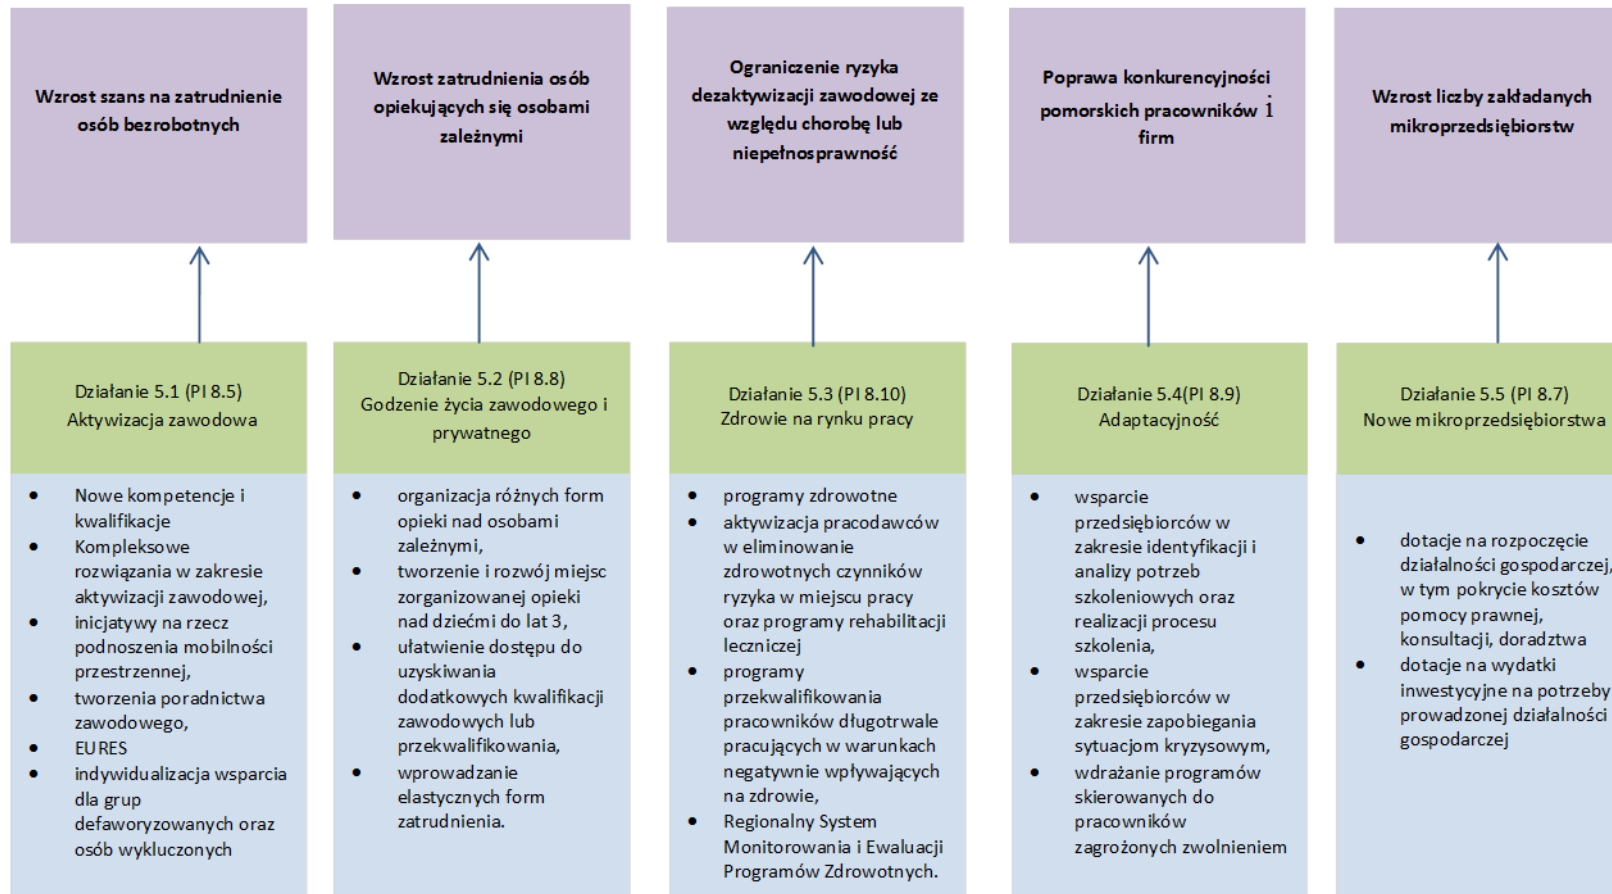 Wzrost szans na zatrudnienie
osób bezrobotnych
Wzrost zatrudnienia osób
opiekujących się osobami
zależnymi
Ograniczenie ryzyka
dezaktywizacji zawodowej ze
względu chorobę lub
niepełnosprawność
Poprawa konkurencyjności
pomorskich pracowników i
firm
Wzrost liczby zakładanych
mikroprzedsiębiorstw
Działanie 5.1 (PI 8.5)
Aktywizacja zawodowa
Działanie 5.2 (PI 8.8)
Godzenie życia zawodowego i
prywatnego
Działanie 5.3 (PI 8.10)
Zdrowie na rynku pracy
Działanie 5.4(PI 8.9)
Adaptacyjność
Działanie 5.5 (PI 8.7)
Nowe mikroprzedsiębiorstwa
• Nowe kompetencje i
kwalifikacje
• Kompleksowe
rozwiązania w zakresie
aktywizacji zawodowej,
• inicjatywy na rzecz
podnoszenia mobilności
przestrzennej,
• tworzenia poradnictwa
zawodowego,
• EURES
• indywidualizacja wsparcia
dla grup
defaworyzowanych oraz
osób wykluczonych
• organizacja różnych form
opieki nad osobami
zależnymi,
• tworzenie i rozwój miejsc
zorganizowanej opieki
nad dziećmi do lat 3,
• ułatwienie dostępu do
uzyskiwania
dodatkowych kwalifikacji
zawodowych lub
przekwalifikowania,
• wprowadzanie
elastycznych form
zatrudnienia.
• programy zdrowotne
• aktywizacja pracodawców
w eliminowanie
zdrowotnych czynników
ryzyka w miejscu pracy
oraz programy rehabilitacji
leczniczej
• programy
przekwalifikowania
pracowników długotrwale
pracujących w warunkach
negatywnie wpływających
na zdrowie,
• Regionalny System
Monitorowania i Ewaluacji
Programów Zdrowotnych.
• wsparcie
przedsiębiorców w
zakresie identyfikacji i
analizy potrzeb
szkoleniowych oraz
realizacji procesu
szkolenia,
• wsparcie
przedsiębiorców w
zakresie zapobiegania
sytuacjom kryzysowym,
• wdrażanie programów
skierowanych do
pracowników
zagrożonych zwolnieniem
• dotacje na rozpoczęcie
działalności gospodarczej,
w tym pokrycie kosztów
pomocy prawnej,
konsultacji, doradztwa
• dotacje na wydatki
inwestycyjne na potrzeby
prowadzonej działalności
gospodarczej